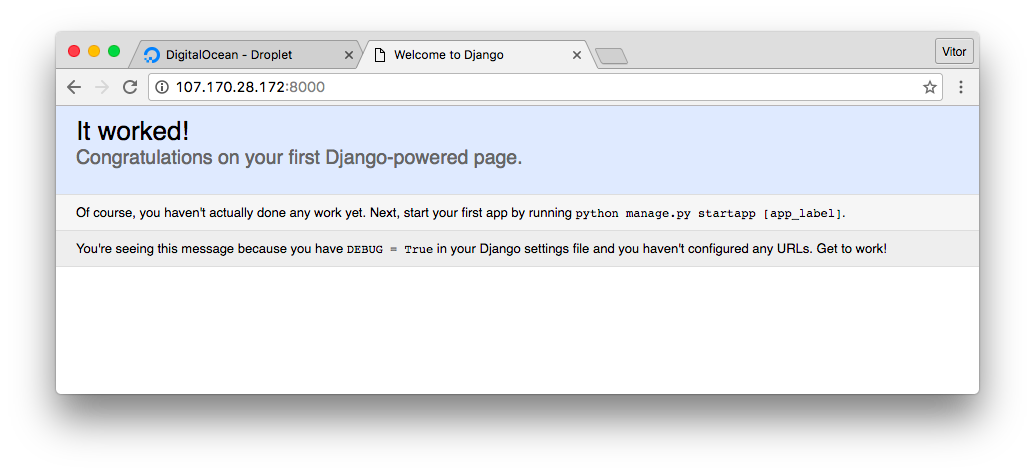 DigitalOcean - Droplet
Welcome to Django
Vitor
107.170.28.172:8000
It worked!
Congratulations on your first Django-powered page.
Of course, you haven't actually done any work yet. Next, start your first app by running python manage.py startapp [app_label].
You're seeing this message because you have DEBUG = True in your Django settings file and you haven't configured any URLs. Get to work!